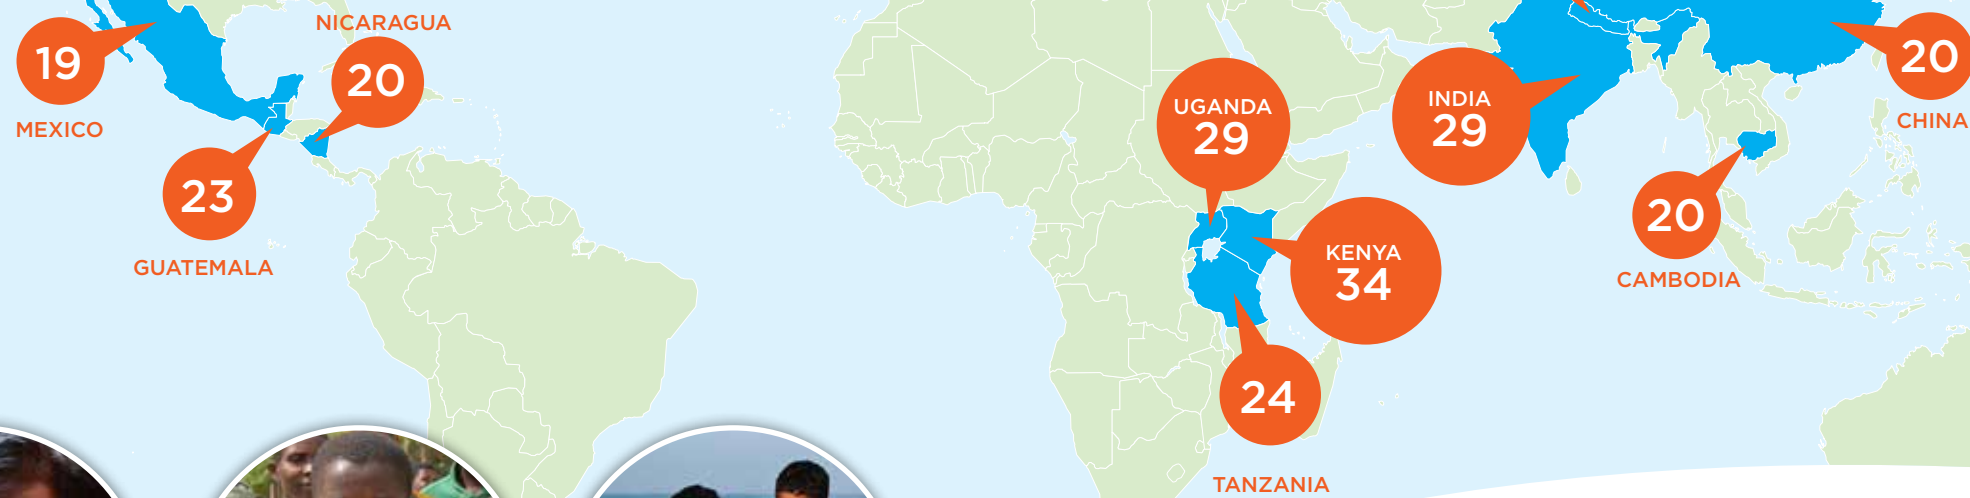 NICARAGUA
20
19
MEXICO
23
GUATEMALA
UGANDA
29
INDIA
29
20
CHINA
KENYA
34
20
CAMBODIA
24
TANZANIA